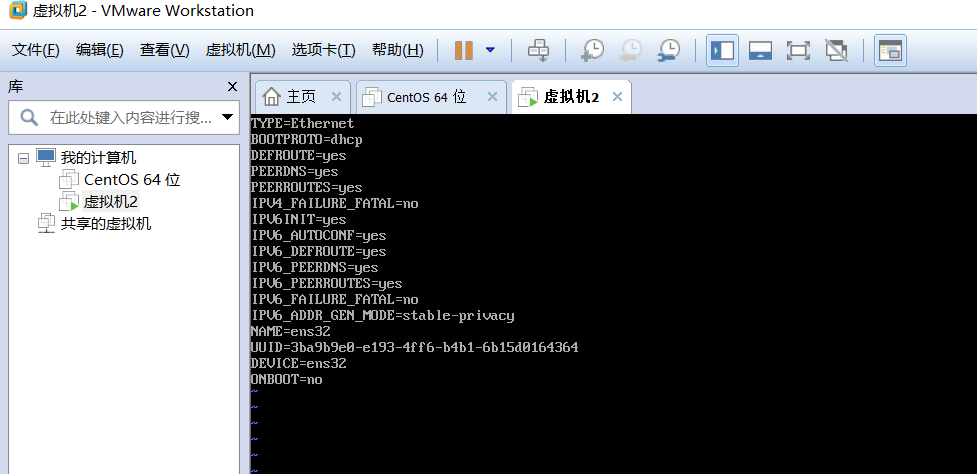 虚拟机2 - VMware Workstation
文件(F) 编辑(E) 查看(V) 虚拟机(M) 选项卡(T) 帮助(H)
库
在此处键入内容进行搜...
我的计算机
CentOS 64 位
虚拟机2
共享的虚拟机
主页
CentOS 64 位
虚拟机2
TYPE=Ethernet
BOOTPROTO=dhcp
DEFROUTE=yes
PEERDNS=yes
PEERROUTES=yes
IPV4_FAILURE_FATAL=no
IPV6INIT=yes
IPV6_AUTOCONF=yes
IPV6_DEFROUTE=yes
IPV6_PEERDNS=yes
IPV6_PEERROUTES=yes
IPV6_FAILURE_FATAL=no
IPV6_ADDR_GEN_MODE=stable-privacy
NAME=ens32
UUID=3ba9b9e0-e193-4ff6-b4b1-6b15d0164364
DEVICE=ens32
ONBOOT=no
~
~
~
~
~
~